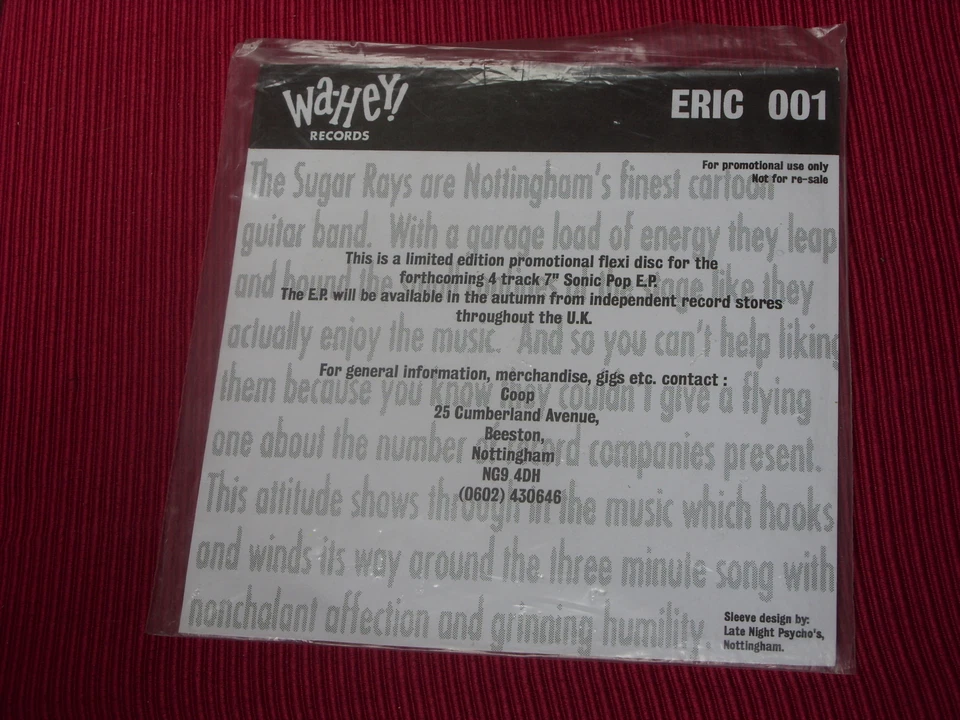 Wa-Hey!
RECORDS
ERIC 001
For promotional use only
Not for re-sale
The Sugar Rays are Nottingham's finest cartoon
guitar band. With a garage load of energy they leap
This is a limited edition promotional flexi disc for the
forthcoming 4 track 7" Sonic Pop E.P.
and bound the stage like they
The E.P. will be available in the autumn from independent record stores
throughout the U.K.
actually enjoy the music. And so you can't help liking
For general information, merchandise, gigs etc. contact :
them because you know they couldn't give a flying
Coop
25 Cumberland Avenue,
Beeston,
one about the number of record companies present.
Nottingham
NG9 4DH
(0602) 430646
This attitude shows through in the music which hooks
and winds its way around the three minute song with
nonchalant affection and grinning humility.
Sleeve design by:
Late Night Psycho's,
Nottingham.